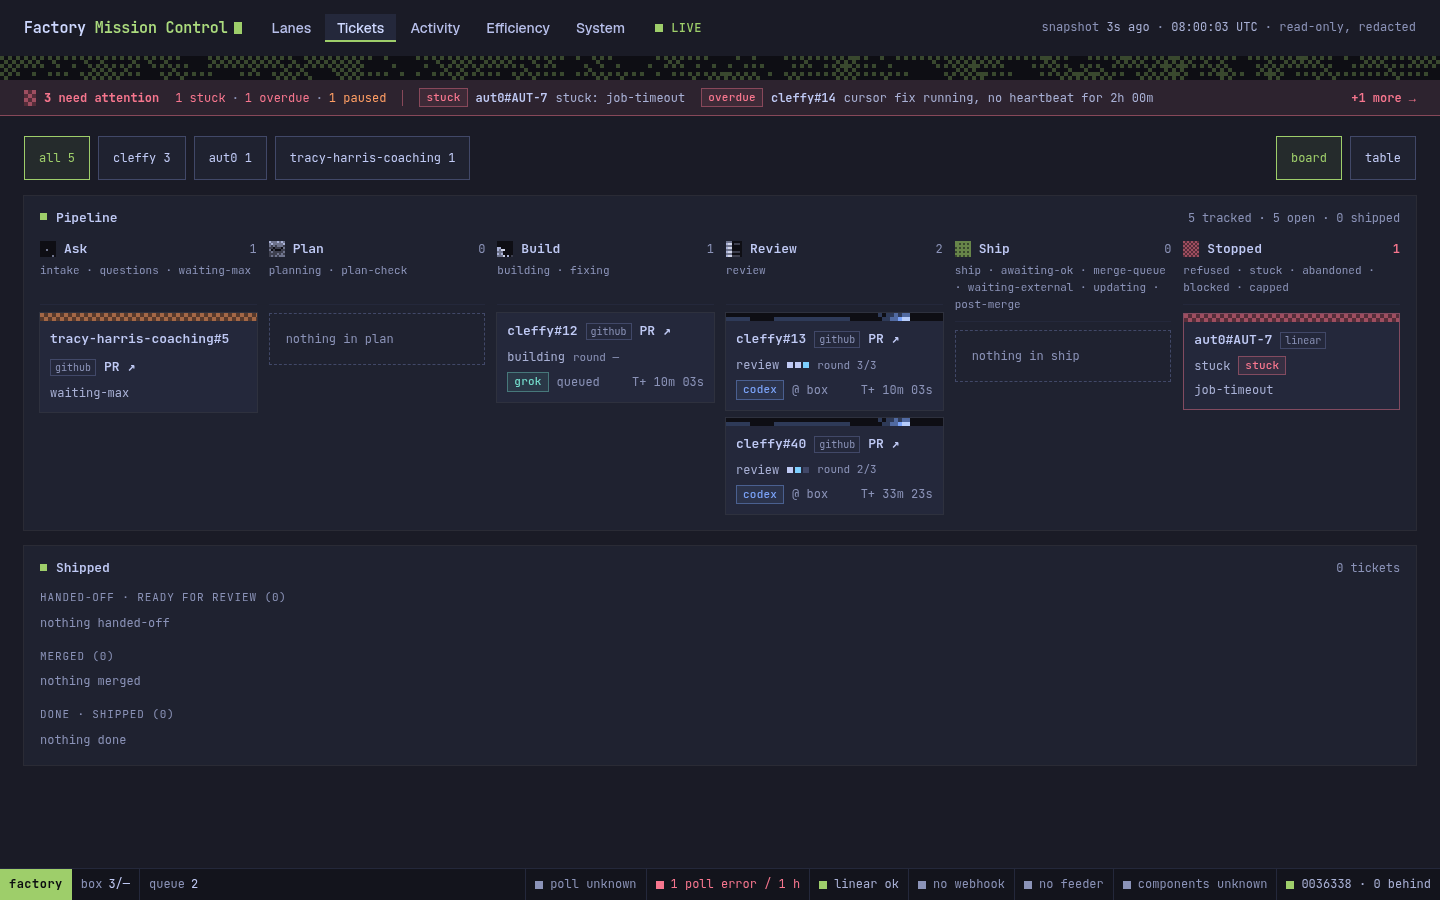 Factory Mission Control Lanes Tickets Activity Efficiency System LIVE snapshot 3s ago · 08:00:03 UTC · read-only, redacted
3 need attention 1 stuck · 1 overdue · 1 paused stuck aut0#AUT-7 stuck: job-timeout overdue cleffy#14 cursor fix running, no heartbeat for 2h 00m +1 more →
all 5 cleffy 3 aut0 1 tracy-harris-coaching 1 board table
Pipeline 5 tracked · 5 open · 0 shipped
Ask 1
intake · questions · waiting-max
tracy-harris-coaching#5
github PR ↗
waiting-max
Plan 0
planning · plan-check
nothing in plan
Build 1
building · fixing
cleffy#12 github PR ↗
building round —
grok queued T+ 10m 03s
Review 2
review
cleffy#13 github PR ↗
review round 3/3
codex @ box T+ 10m 03s
cleffy#40 github PR ↗
review round 2/3
codex @ box T+ 33m 23s
Ship 0
ship · awaiting-ok · merge-queue
· waiting-external · updating ·
post-merge
nothing in ship
Stopped 1
refused · stuck · abandoned ·
blocked · capped
aut0#AUT-7 linear
stuck stuck
job-timeout
Shipped 0 tickets
HANDED-OFF · READY FOR REVIEW (0)
nothing handed-off
MERGED (0)
nothing merged
DONE · SHIPPED (0)
nothing done
factory box 3/— queue 2 poll unknown 1 poll error / 1 h linear ok no webhook no feeder components unknown 0036338 · 0 behind